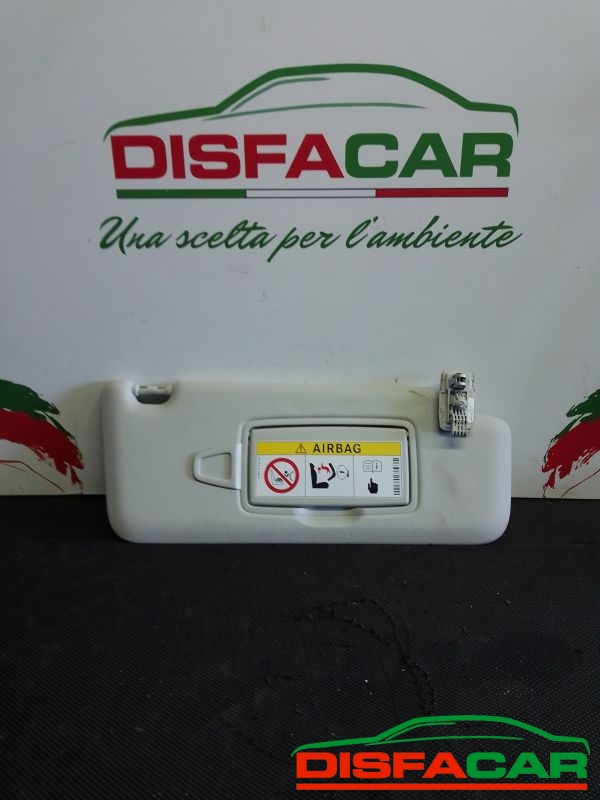 DISFACAR
Una scelta per l'ambiente
AIRBAG
DISFACAR